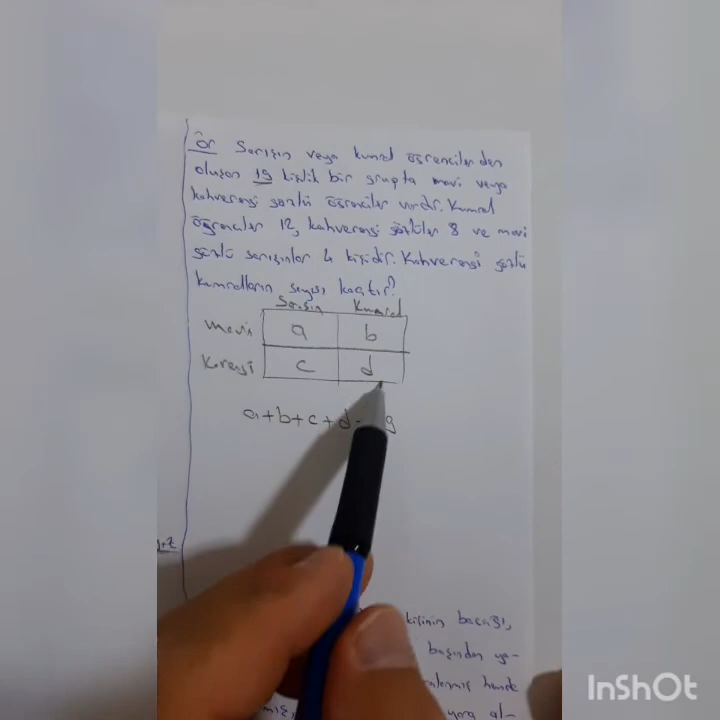 Ör Sarışın veya kumral öğrencilerden
oluşan 19 kişilik bir grupta mavi veya
kahverengi gözlü öğrenciler vardır. Kumral
öğrenciler 12, kahverengi gözlüler 8 ve mavi
gözlü sarışınlar 4 kişidir. Kahverengi gözlü
kumralların sayısı kaçtır?
Sarışın Kumral
Mavi a b
K.rengi c d
a+b+c+d
kişinin bacağı,
başından
InShOt